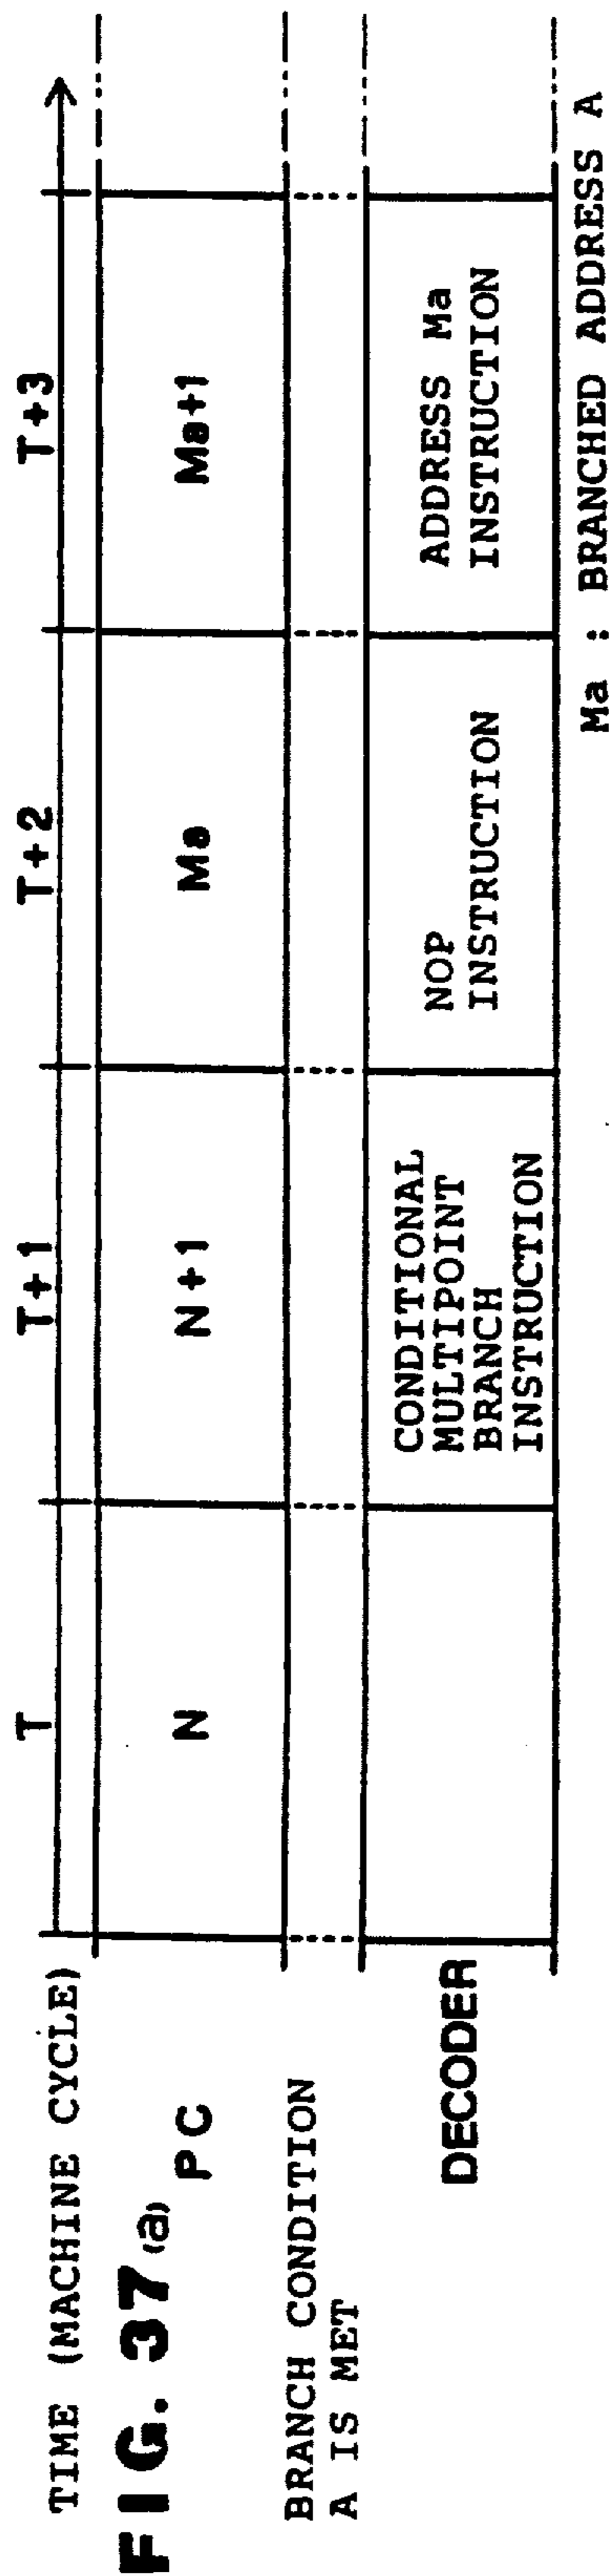 TIME (MACHINE CYCLE)
T T+1 T+2 T+3
FIG. 37(a)
PC
N N+1 Ma Ma+1
BRANCH CONDITION
A IS MET
DECODER
CONDITIONAL
MULTIPOINT
BRANCH
INSTRUCTION
NOP
INSTRUCTION
ADDRESS Ma
INSTRUCTION
Ma : BRANCHED ADDRESS A